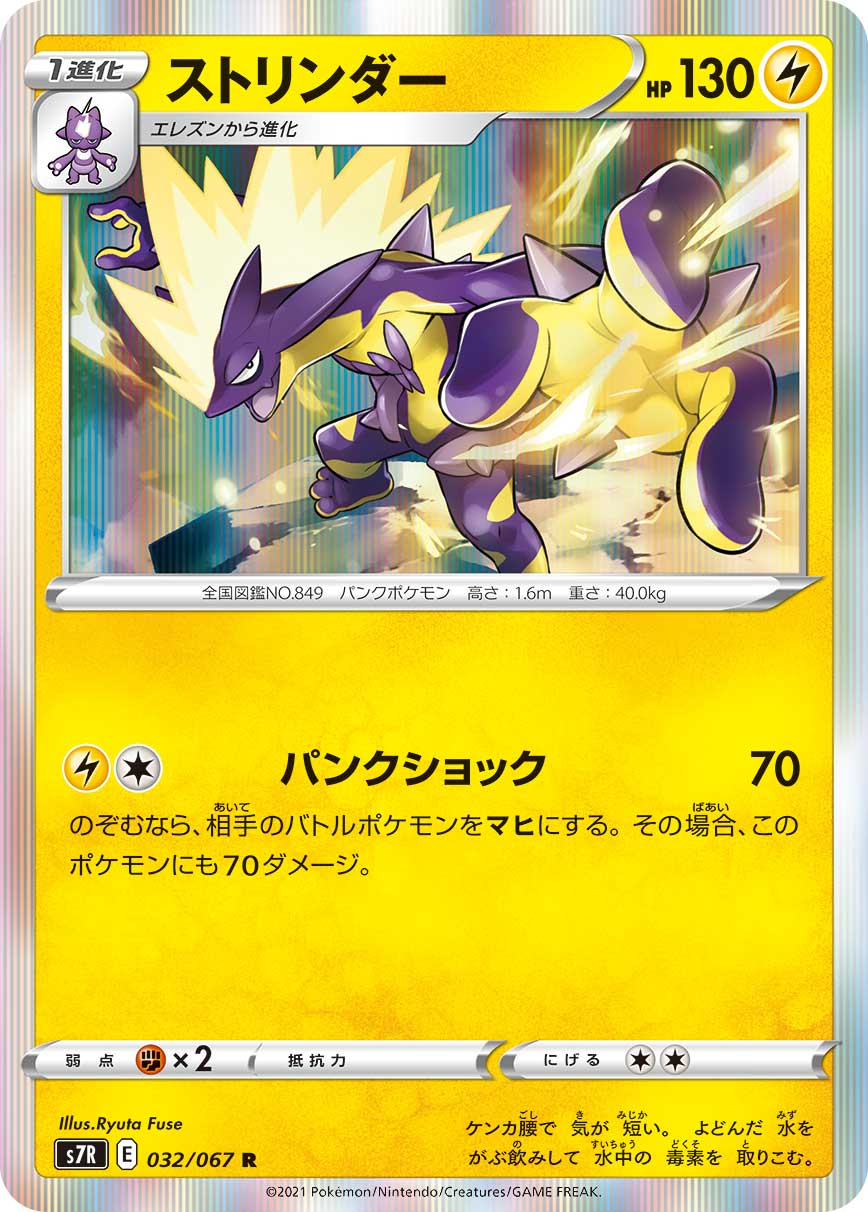 1進化
ストリンダー
HP 130
エレズンから進化
全国図鑑NO.849 パンクポケモン 高さ：1.6m 重さ：40.0kg
パンクショック 70
のぞむなら、相手のバトルポケモンをマヒにする。その場合、この
ポケモンにも70ダメージ。
弱点 ×2 抵抗力 にげる
Illus.Ryuta Fuse
ケンカ腰で 気が 短い。 よどんだ 水を
がぶ飲みして 水中の 毒素を 取りこむ。
s7R E 032/067 R
©2021 Pokémon/Nintendo/Creatures/GAME FREAK.